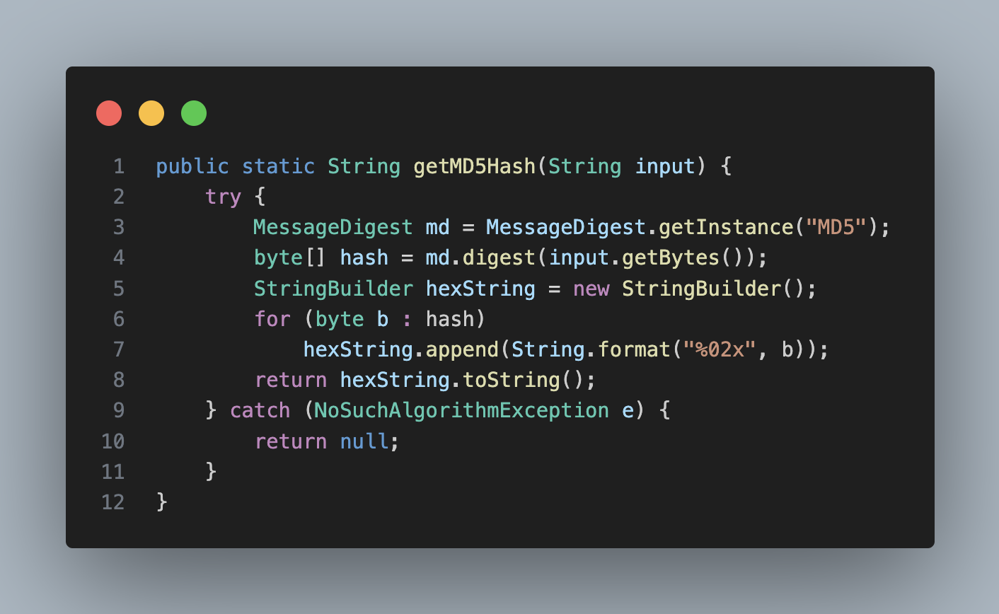 1 public static String getMD5Hash(String input) {
2     try {
3         MessageDigest md = MessageDigest.getInstance("MD5");
4         byte[] hash = md.digest(input.getBytes());
5         StringBuilder hexString = new StringBuilder();
6         for (byte b : hash)
7             hexString.append(String.format("%02x", b));
8         return hexString.toString();
9     } catch (NoSuchAlgorithmException e) {
10         return null;
11     }
12 }